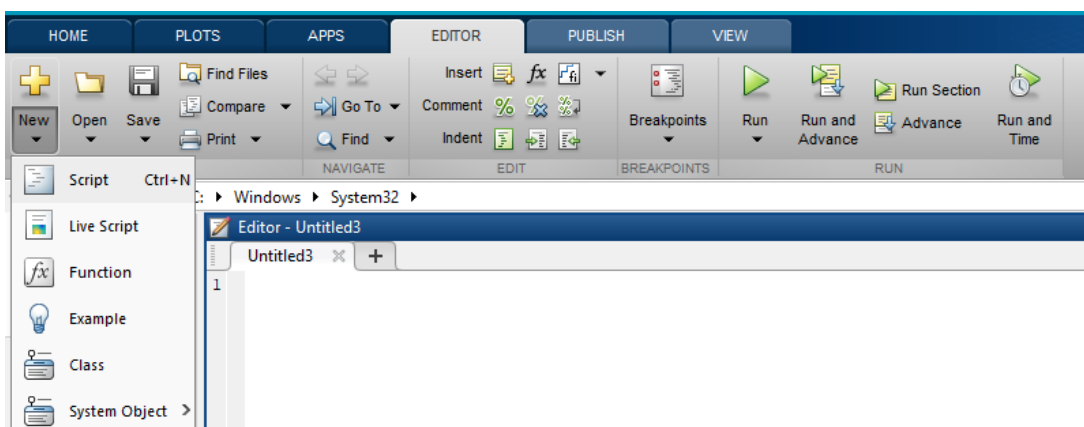 HOME PLOTS APPS EDITOR PUBLISH VIEW
New Open Save
Find Files
Compare
Print
Go To
Find
NAVIGATE
Insert fx
Comment
Indent
EDIT
Breakpoints
BREAKPOINTS
Run
Run and Advance
Run Section
Advance
Run and Time
RUN
C: Windows System32
Script Ctrl+N
Live Script
fx Function
Example
Class
System Object
Editor - Untitled3
Untitled3
1